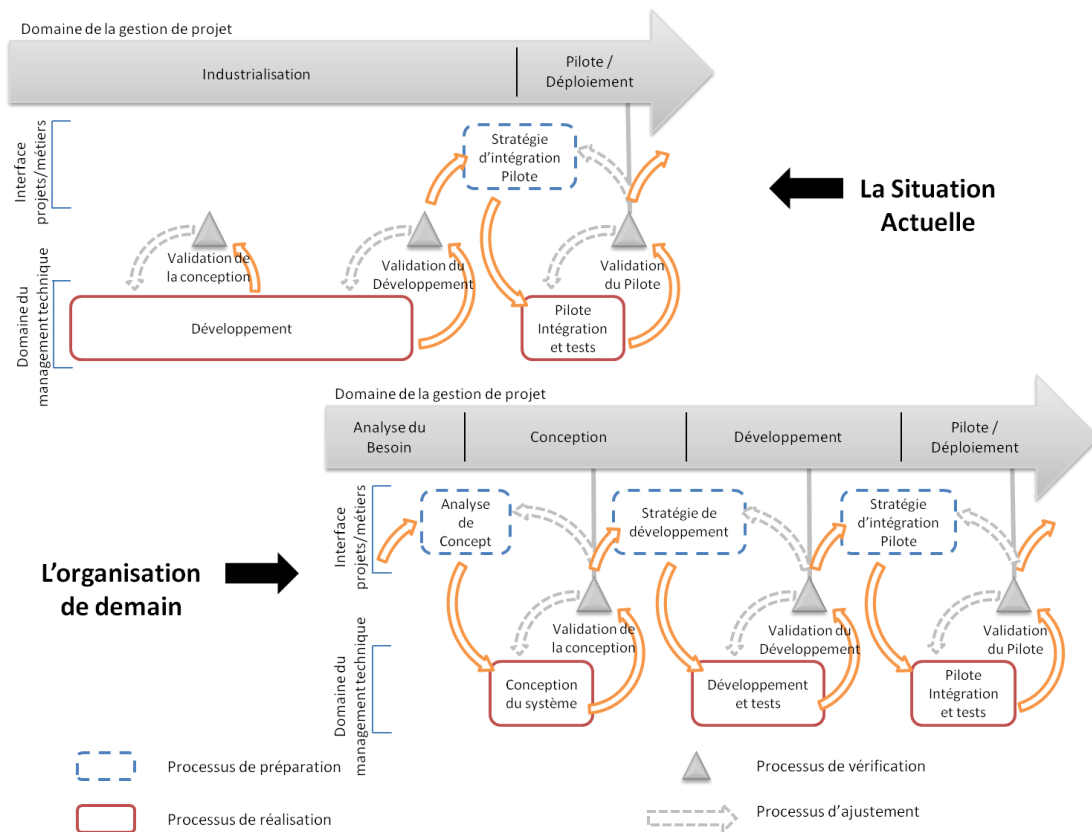 Domaine de la gestion de projet
Industrialisation
Pilote /
Déploiement
Interface
projets/métiers
Stratégie
d'intégration
Pilote
La Situation
Actuelle
Validation de
la conception
Validation du
Développement
Validation
du Pilote
Domaine du
management technique
Développement
Pilote
Intégration
et tests
Domaine de la gestion de projet
Analyse du
Besoin
Conception
Développement
Pilote /
Déploiement
Interface
projets/métiers
Analyse
de
Concept
Stratégie de
développement
Stratégie
d'intégration
Pilote
L'organisation
de demain
Validation de
la conception
Validation du
Développement
Validation
du Pilote
Domaine du
management technique
Conception
du système
Développement
et tests
Pilote
Intégration
et tests
Processus de préparation
Processus de vérification
Processus de réalisation
Processus d'ajustement